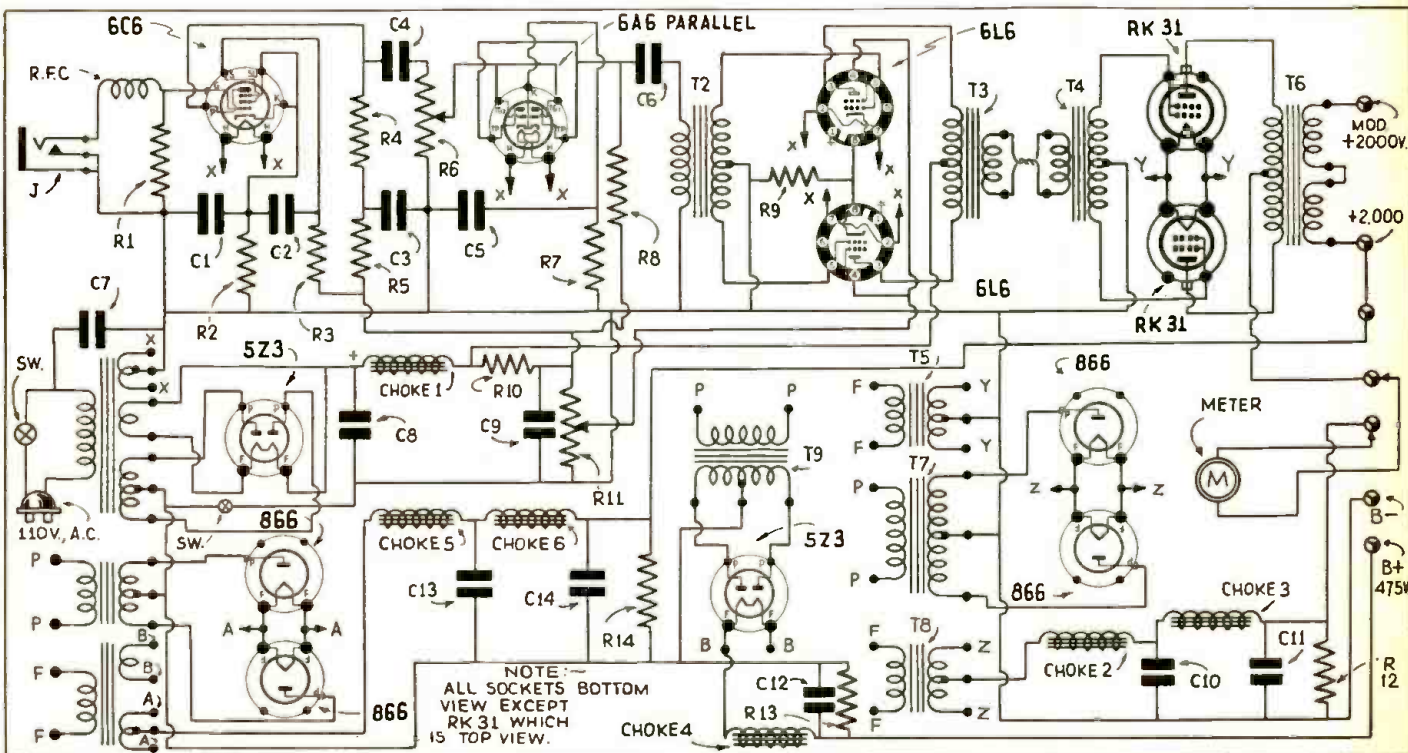 6C6
C4
6A6 PARALLEL
6L6
RK 31
R.F.C
T2
T3
T4
T6
C6
R4
R6
MOD.
+2000V.
J
X X
X X
X
X
Y Y
R9
X
X
R1
C1
C2
C3
C5
R8
+2,000
R7
R5
6L6
C7
R2
R3
RK 31
X
SW.
5Z3
+
T5
866
X
CHOKE 1
R10
P P
F Y
METER
C8
C9
T9
F Y
M
T7
Z Z
R11
P
110V., A.C.
SW.
866
CHOKE 5
CHOKE 6
5Z3
B-
P
C13
C14
P
866
B+
475V
CHOKE 3
A A
R14
T8
C11
P
B
F Z
B
B B
CHOKE 2
C10
R
12
F
A
NOTE:-
ALL SOCKETS BOTTOM
VIEW EXCEPT
RK 31 WHICH
IS TOP VIEW.
C12
R13
F
A
866
CHOKE 4
F Z